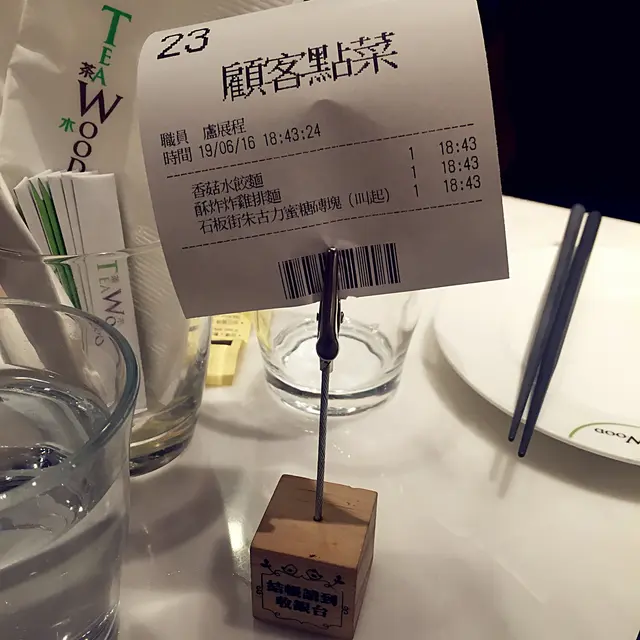 TEA
茶
WOOD
木
23
顧客點菜
職員 盧展程
時間 19/06/16 18:43:24
香菇水餃麵 1 18:43
酥炸炸雞排麵 1 18:43
石板街朱古力蜜糖磚塊 (叫起) 1 18:43
結帳請到
收銀台
WOOD